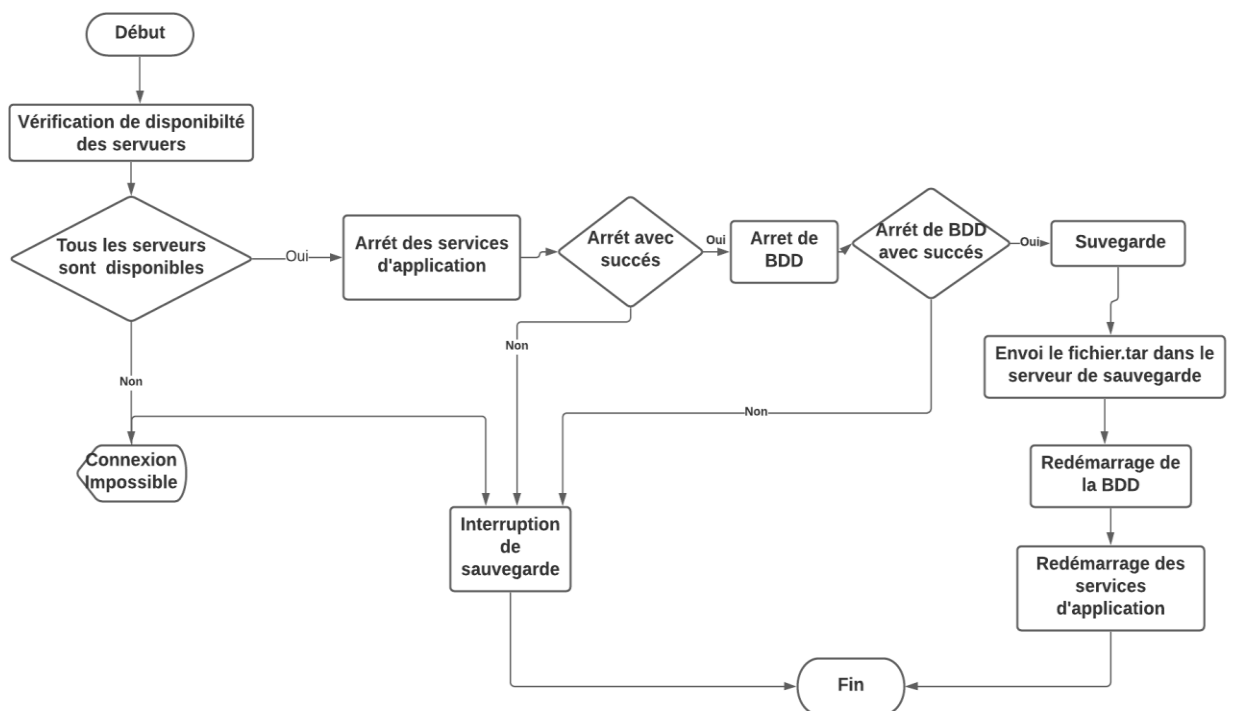 Début
Vérification de disponibilté
des servuers
Tous les serveurs
sont disponibles
Oui
Arrét des services
d'application
Arrét avec
succés
Oui
Arret de
BDD
Arrét de BDD
avec succés
Oui
Suvegarde
Non
Non
Non
Envoi le fichier.tar dans le
serveur de sauvegarde
Connexion
Impossible
Redémarrage de
la BDD
Interruption
de
sauvegarde
Redémarrage des
services
d'application
Fin